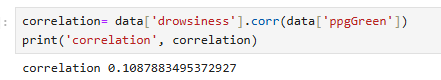 :
correlation= data['drowsiness'].corr(data['ppgGreen'])
print('correlation', correlation)
correlation 0.1087883495372927